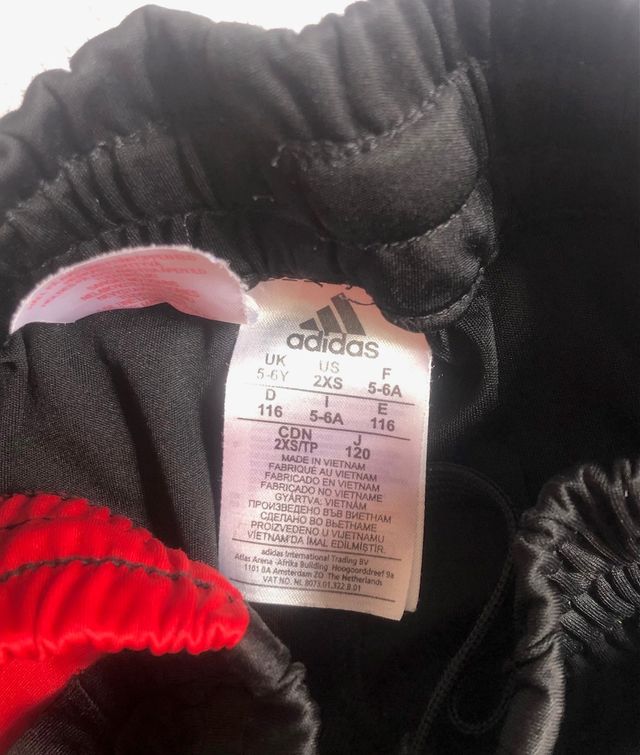 adidas
UK US F
5-6Y 2XS 5-6A
D I E
116 5-6A 116
CDN J
2XS/TP 120
MADE IN VIETNAM
FABRIQUÉ AU VIETNAM
FABRICADO EN VIETNAM
FABRICADO NO VIETNAME
GYÁRTVA: VIETNÁM
ПРОИЗВЕДЕНО ВЪВ ВИЕТНАМ
СДЕЛАНО ВО ВЬЕТНАМЕ
PROIZVEDENO U VIJETNAMU
VIETNAM'DA İMAL EDİLMİŞTİR.
adidas International Trading BV
Atlas Arena -Afrika Building Hoogoorddreef 9a
1101 BA Amsterdam ZO The Netherlands
VAT NO. NL 8073.01.322.B.01